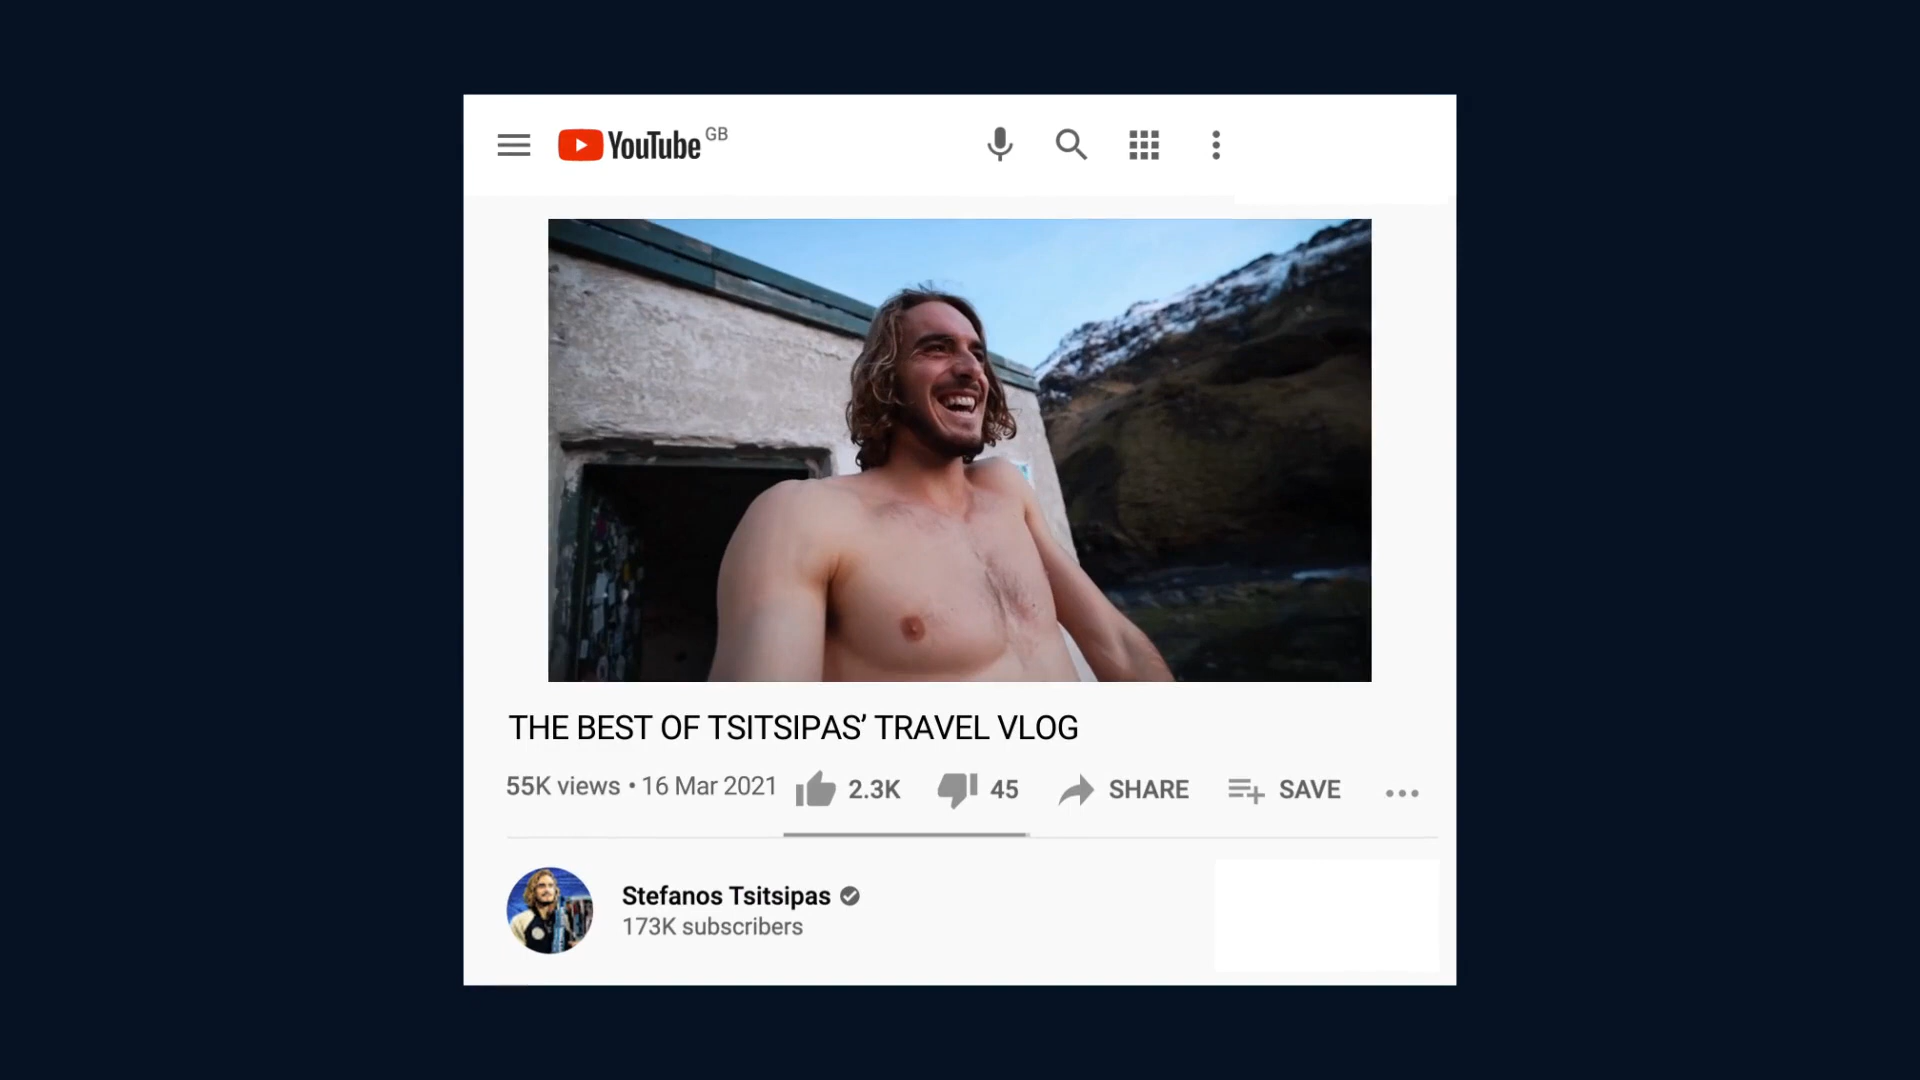 YouTube GB
THE BEST OF TSITSIPAS’ TRAVEL VLOG
55K views • 16 Mar 2021 2.3K 45 SHARE SAVE
Stefanos Tsitsipas
173K subscribers